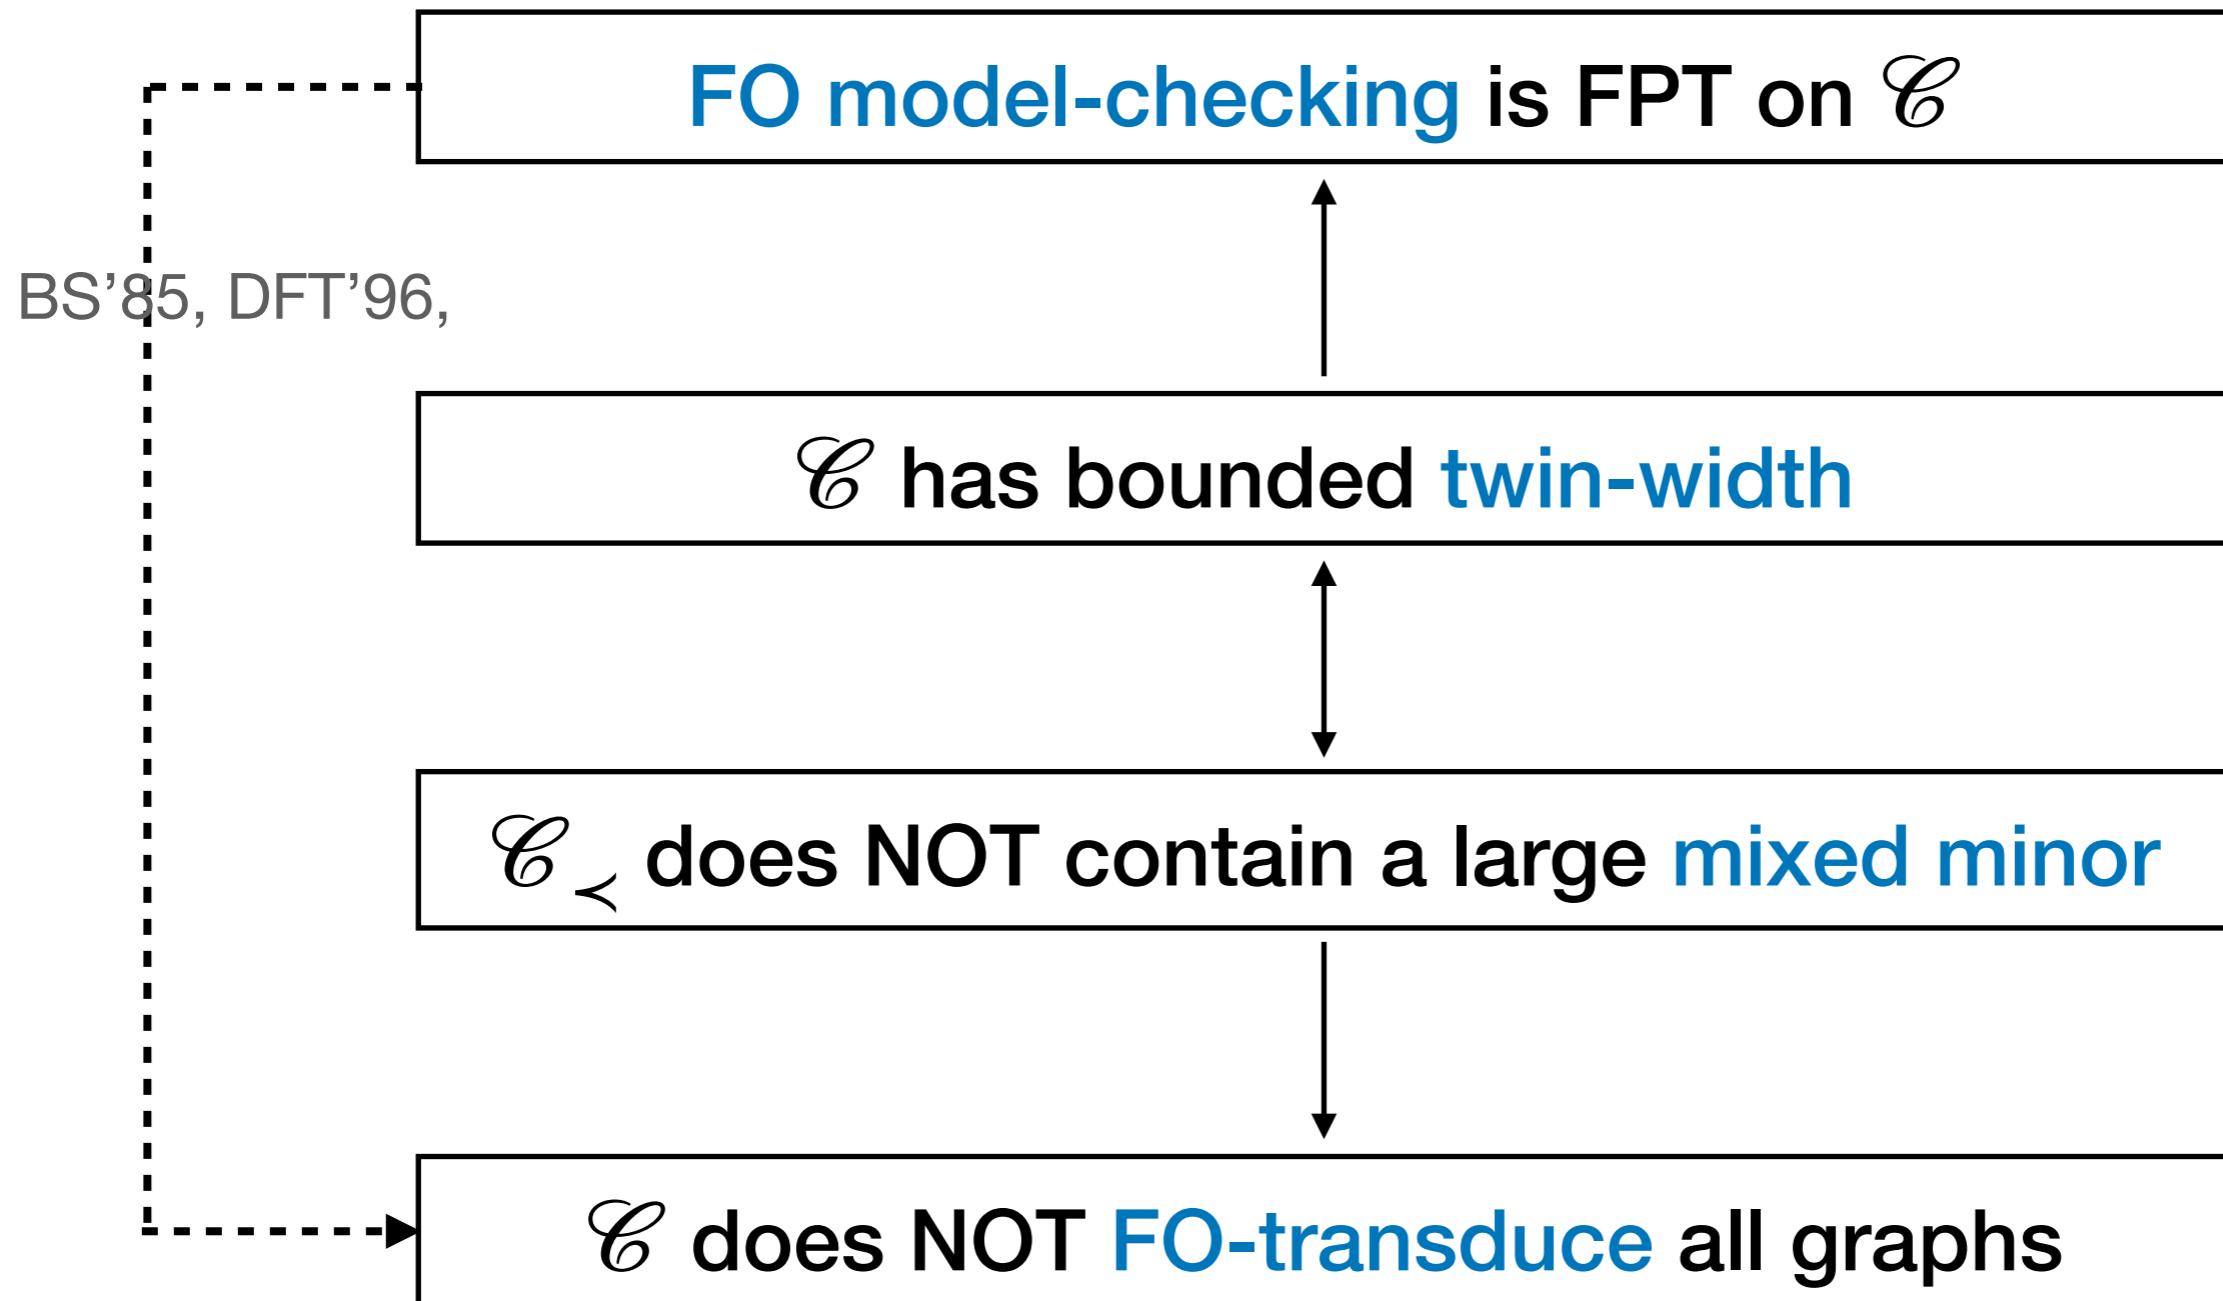 FO model-checking is FPT on 𝒞
BS’85, DFT’96,
𝒞 has bounded twin-width
𝒞≺ does NOT contain a large mixed minor
𝒞 does NOT FO-transduce all graphs